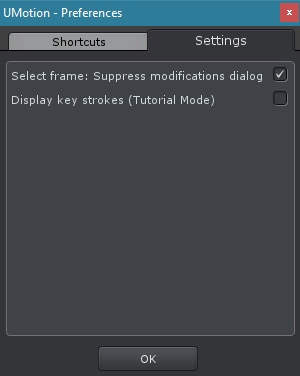 UMotion - Preferences
Shortcuts
Settings
Select frame: Suppress modifications dialog
Display key strokes (Tutorial Mode)
OK